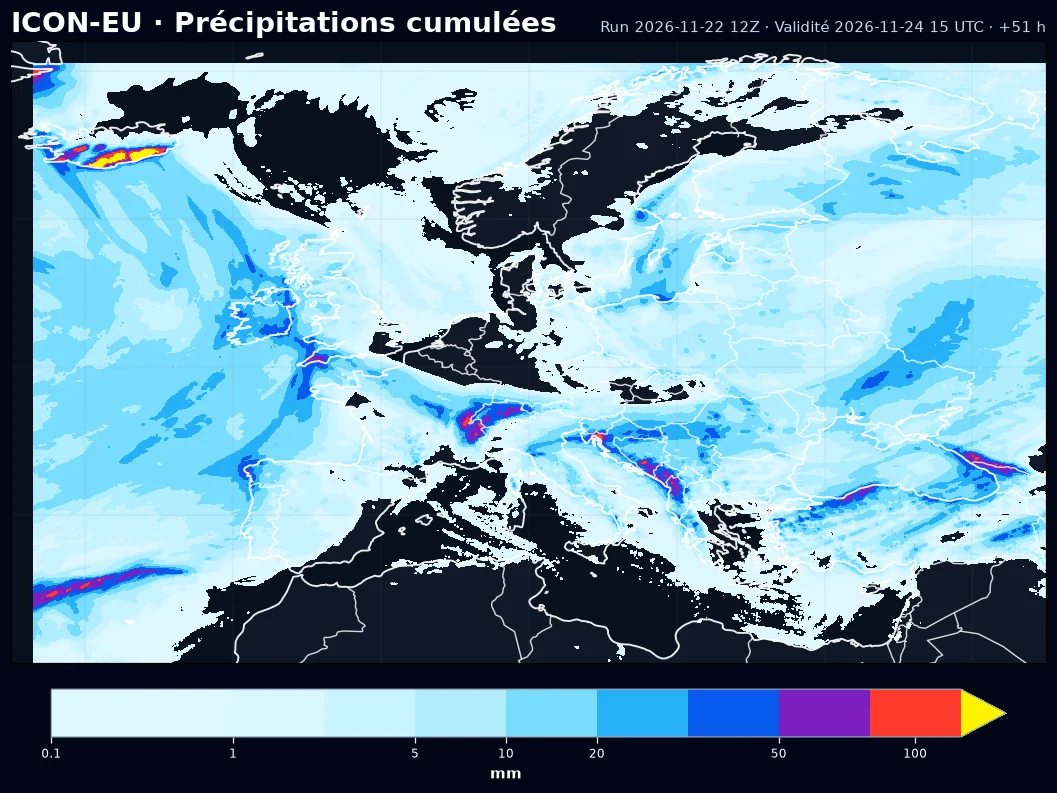 ICON-EU · Précipitations cumulées
Run 2026-11-22 12Z · Validité 2026-11-24 15 UTC · +51 h
0.1 1 5 10 20 50 100
mm